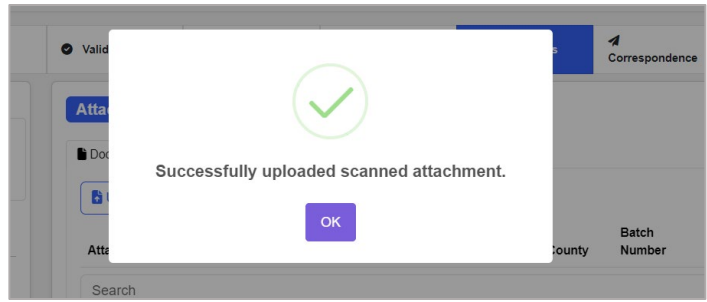 Valid
Correspondence
Successfully uploaded scanned attachment.
OK
Batch
County Number
Search